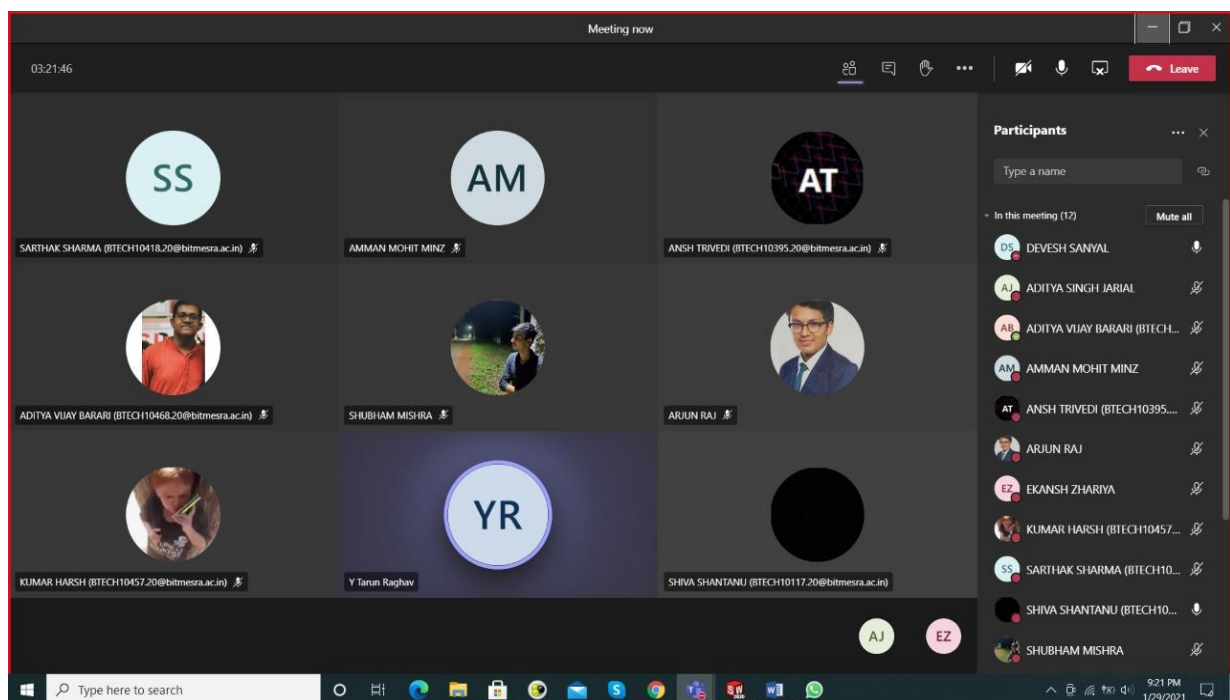 Meeting now
03:21:46
Leave
SS
AM
AT
SARTHAK SHARMA (BTECH10418.20@bitmesra.ac.in)
AMMAN MOHIT MINZ
ANSH TRIVEDI (BTECH10395.20@bitmesra.ac.in)
ADITYA VIJAY BARARI (BTECH10468.20@bitmesra.ac.in)
SHUBHAM MISHRA
ARJUN RAJ
YR
KUMAR HARSH (BTECH10457.20@bitmesra.ac.in)
Y Tarun Raghav
SHIVA SHANTANU (BTECH10117.20@bitmesra.ac.in)
AJ
EZ
Participants
Type a name
In this meeting (12)
Mute all
DS DEVESH SANYAL
AJ ADITYA SINGH JARIAL
AB ADITYA VIJAY BARARI (BTECH...
AM AMMAN MOHIT MINZ
AT ANSH TRIVEDI (BTECH10395....
ARJUN RAJ
EZ EKANSH ZHARIYA
KUMAR HARSH (BTECH10457...
SS SARTHAK SHARMA (BTECH10...
SHIVA SHANTANU (BTECH10...
SHUBHAM MISHRA
Type here to search
S
SW
W
9:21 PM
1/29/2021